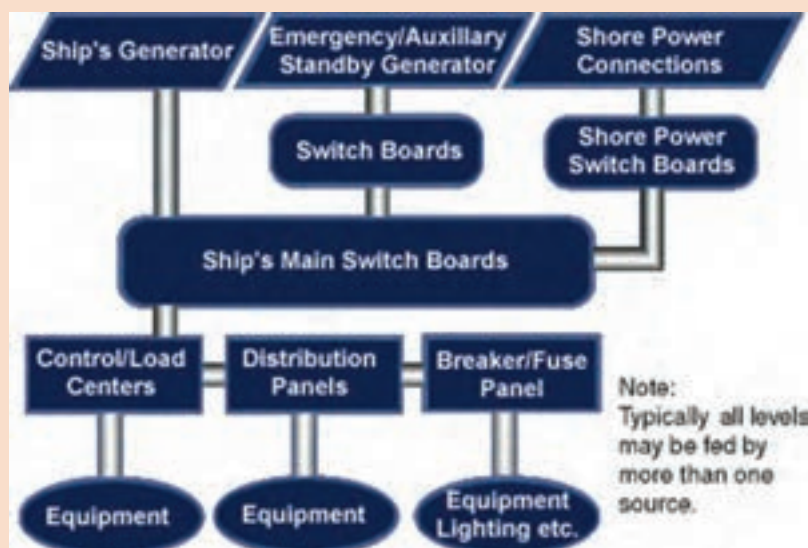 Ship's Generator
Emergency/Auxillary
Standby Generator
Shore Power
Connections
Switch Boards
Shore Power
Switch Boards
Ship's Main Switch Boards
Control/Load
Centers
Distribution
Panels
Breaker/Fuse
Panel
Note:
Typically all levels
may be fed by
more than one
source.
Equipment
Equipment
Equipment
Lighting etc.